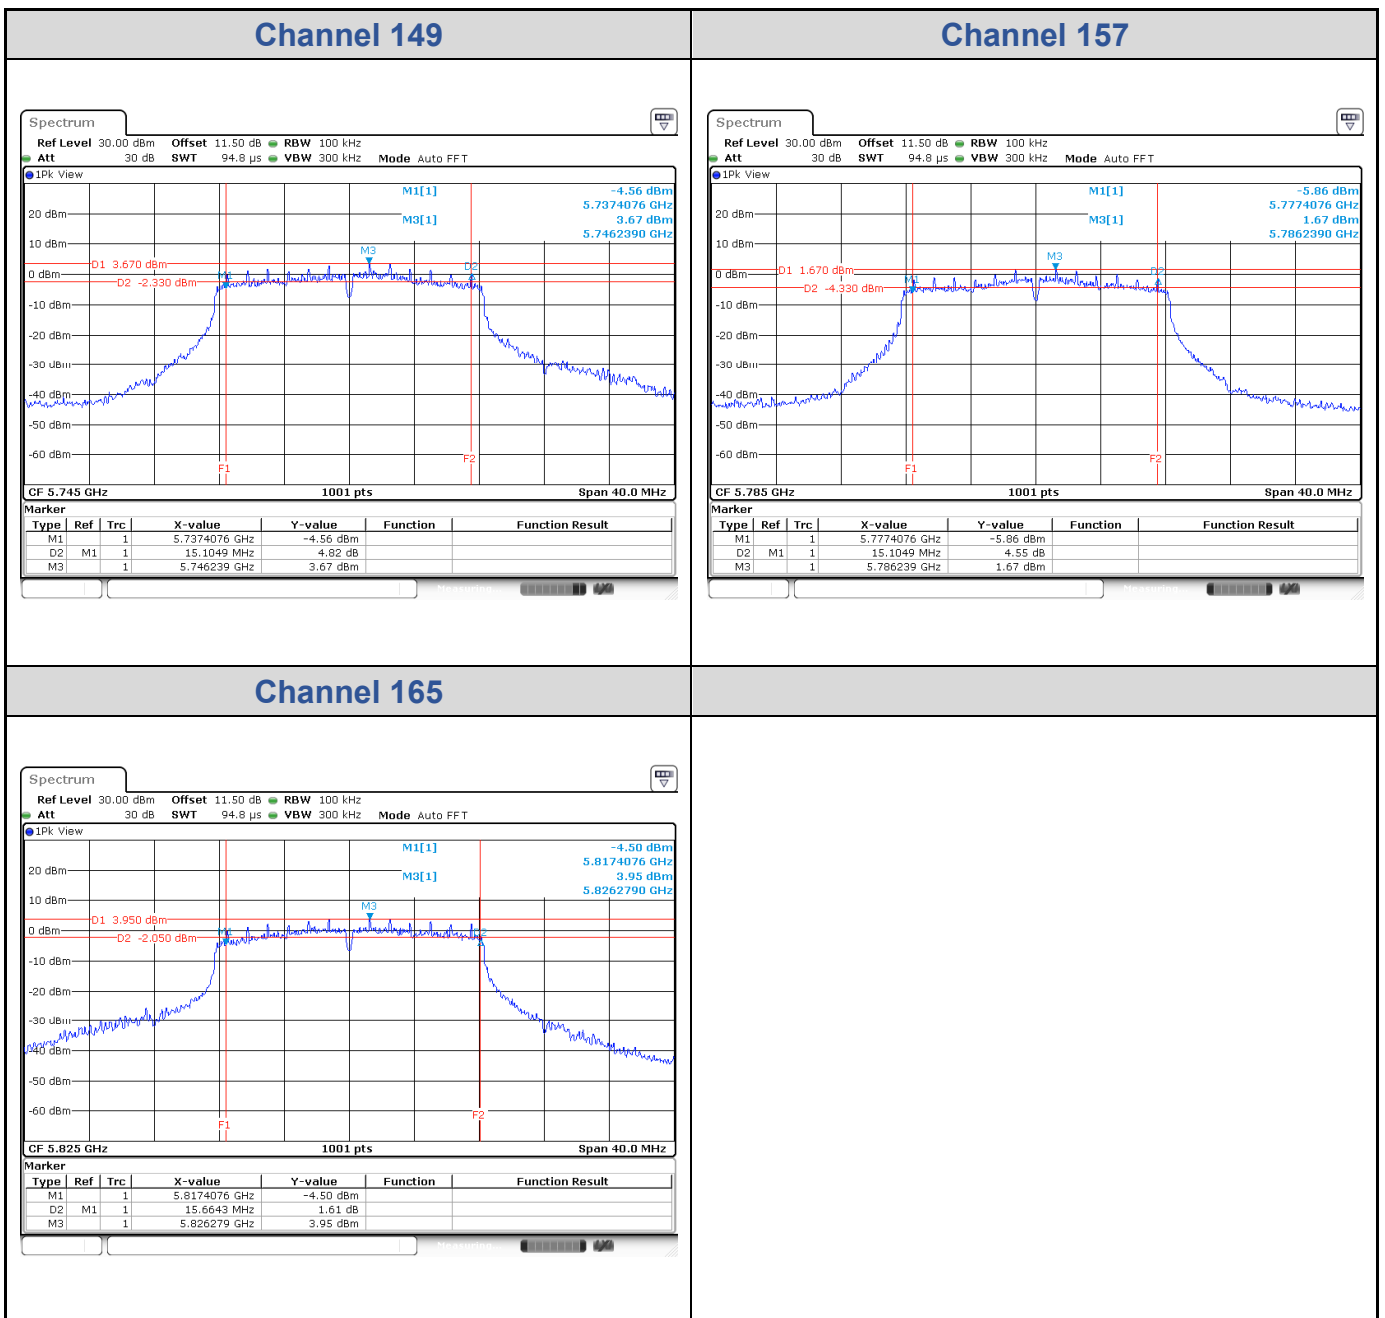 Channel 149
Channel 157
Spectrum
Ref Level 30.00 dBm Offset 11.50 dB RBW 100 kHz
Att 30 dB SWT 94.8 µs VBW 300 kHz Mode Auto FFT
1Pk View
M1[1] -4.56 dBm
5.7374076 GHz
M3[1] 3.67 dBm
5.7462390 GHz
20 dBm
10 dBm
M3
D1 3.670 dBm
0 dBm
M1
D2
D2 -2.330 dBm
-10 dBm
-20 dBm
-30 dBm
-40 dBm
-50 dBm
-60 dBm
F1
F2
CF 5.745 GHz 1001 pts Span 40.0 MHz
Marker
Type Ref Trc X-value Y-value Function Function Result
M1 1 5.7374076 GHz -4.56 dBm
D2 M1 1 15.1049 MHz 4.82 dB
M3 1 5.746239 GHz 3.67 dBm
Measuring...
Spectrum
Ref Level 30.00 dBm Offset 11.50 dB RBW 100 kHz
Att 30 dB SWT 94.8 µs VBW 300 kHz Mode Auto FFT
1Pk View
M1[1] -5.86 dBm
5.7774076 GHz
M3[1] 1.67 dBm
5.7862390 GHz
20 dBm
10 dBm
M3
D1 1.670 dBm
0 dBm
M1
D2
D2 -4.330 dBm
-10 dBm
-20 dBm
-30 dBm
-40 dBm
-50 dBm
-60 dBm
F1
F2
CF 5.785 GHz 1001 pts Span 40.0 MHz
Marker
Type Ref Trc X-value Y-value Function Function Result
M1 1 5.7774076 GHz -5.86 dBm
D2 M1 1 15.1049 MHz 4.55 dB
M3 1 5.786239 GHz 1.67 dBm
Measuring...
Channel 165
Spectrum
Ref Level 30.00 dBm Offset 11.50 dB RBW 100 kHz
Att 30 dB SWT 94.8 µs VBW 300 kHz Mode Auto FFT
1Pk View
M1[1] -4.50 dBm
5.8174076 GHz
M3[1] 3.95 dBm
5.8262790 GHz
20 dBm
10 dBm
M3
D1 3.950 dBm
0 dBm
M1
D2
D2 -2.050 dBm
-10 dBm
-20 dBm
-30 dBm
-40 dBm
-50 dBm
-60 dBm
F1
F2
CF 5.825 GHz 1001 pts Span 40.0 MHz
Marker
Type Ref Trc X-value Y-value Function Function Result
M1 1 5.8174076 GHz -4.50 dBm
D2 M1 1 15.6643 MHz 1.61 dB
M3 1 5.826279 GHz 3.95 dBm
Measuring...